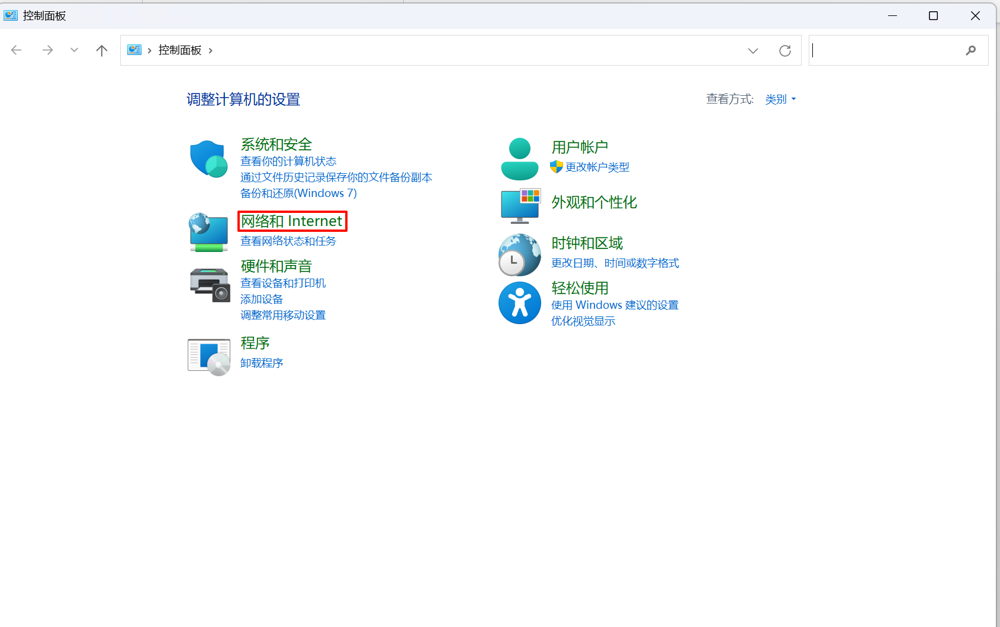 控制面板
控制面板
调整计算机的设置
查看方式: 类别
系统和安全
查看你的计算机状态
通过文件历史记录保存你的文件备份副本
备份和还原(Windows 7)
网络和 Internet
查看网络状态和任务
硬件和声音
查看设备和打印机
添加设备
调整常用移动设置
程序
卸载程序
用户帐户
更改帐户类型
外观和个性化
时钟和区域
更改日期、时间或数字格式
轻松使用
使用 Windows 建议的设置
优化视觉显示